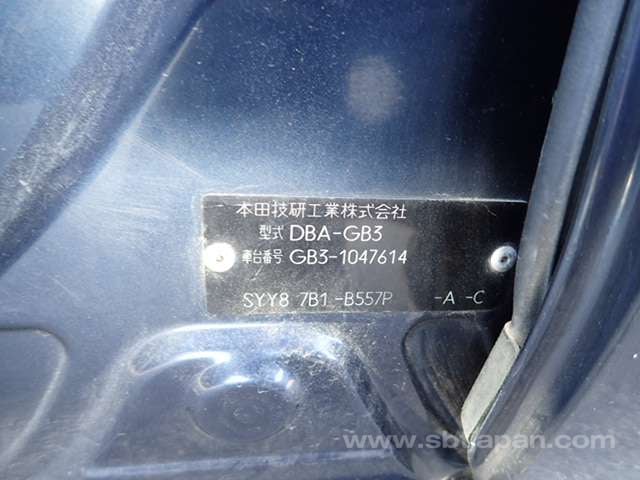 本田技研工業株式会社
型式 DBA-GB3
車台番号 GB3-1047614
SYY8 7B1 -B557P -A -C
www.sbtjapan.com